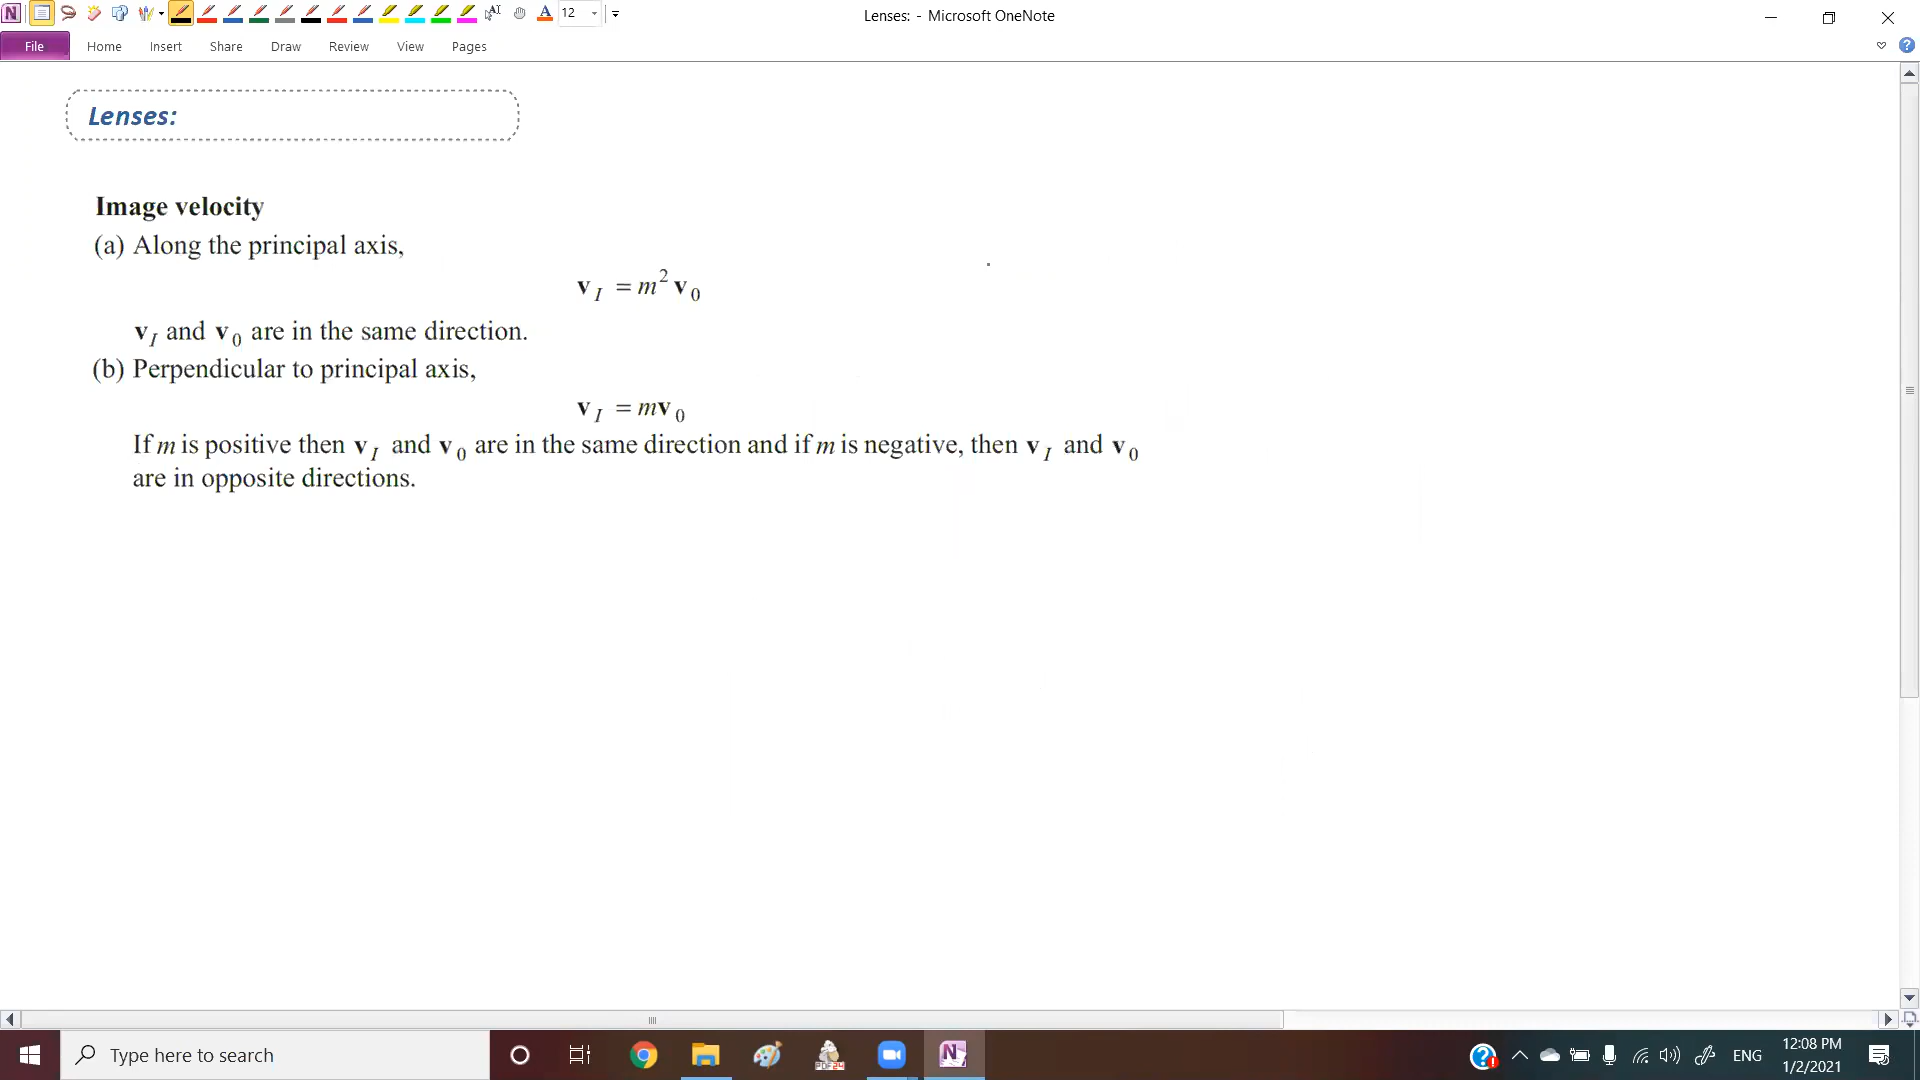 Lenses: - Microsoft OneNote
12
File Home Insert Share Draw Review View Pages
Lenses:
Image velocity
(a) Along the principal axis,
v_I = m² v_0
v_I and v_0 are in the same direction.
(b) Perpendicular to principal axis,
v_I = mv_0
If m is positive then v_I and v_0 are in the same direction and if m is negative, then v_I and v_0
are in opposite directions.
Type here to search
PDF24
ENG
12:08 PM
1/2/2021